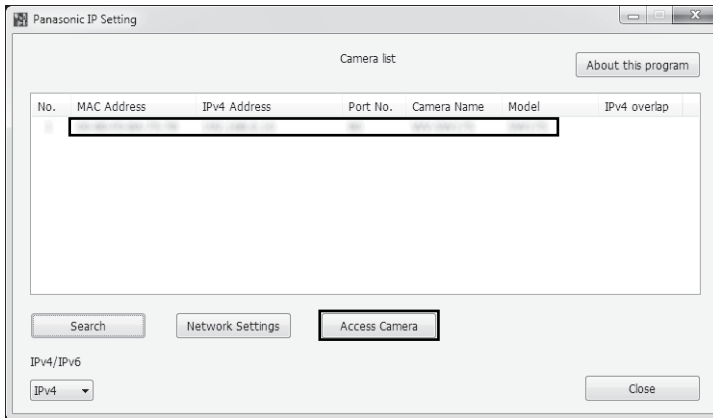 Panasonic IP Setting
Camera list
About this program
No. MAC Address IPv4 Address Port No. Camera Name Model IPv4 overlap
Search Network Settings Access Camera
IPv4/IPv6
IPv4
Close